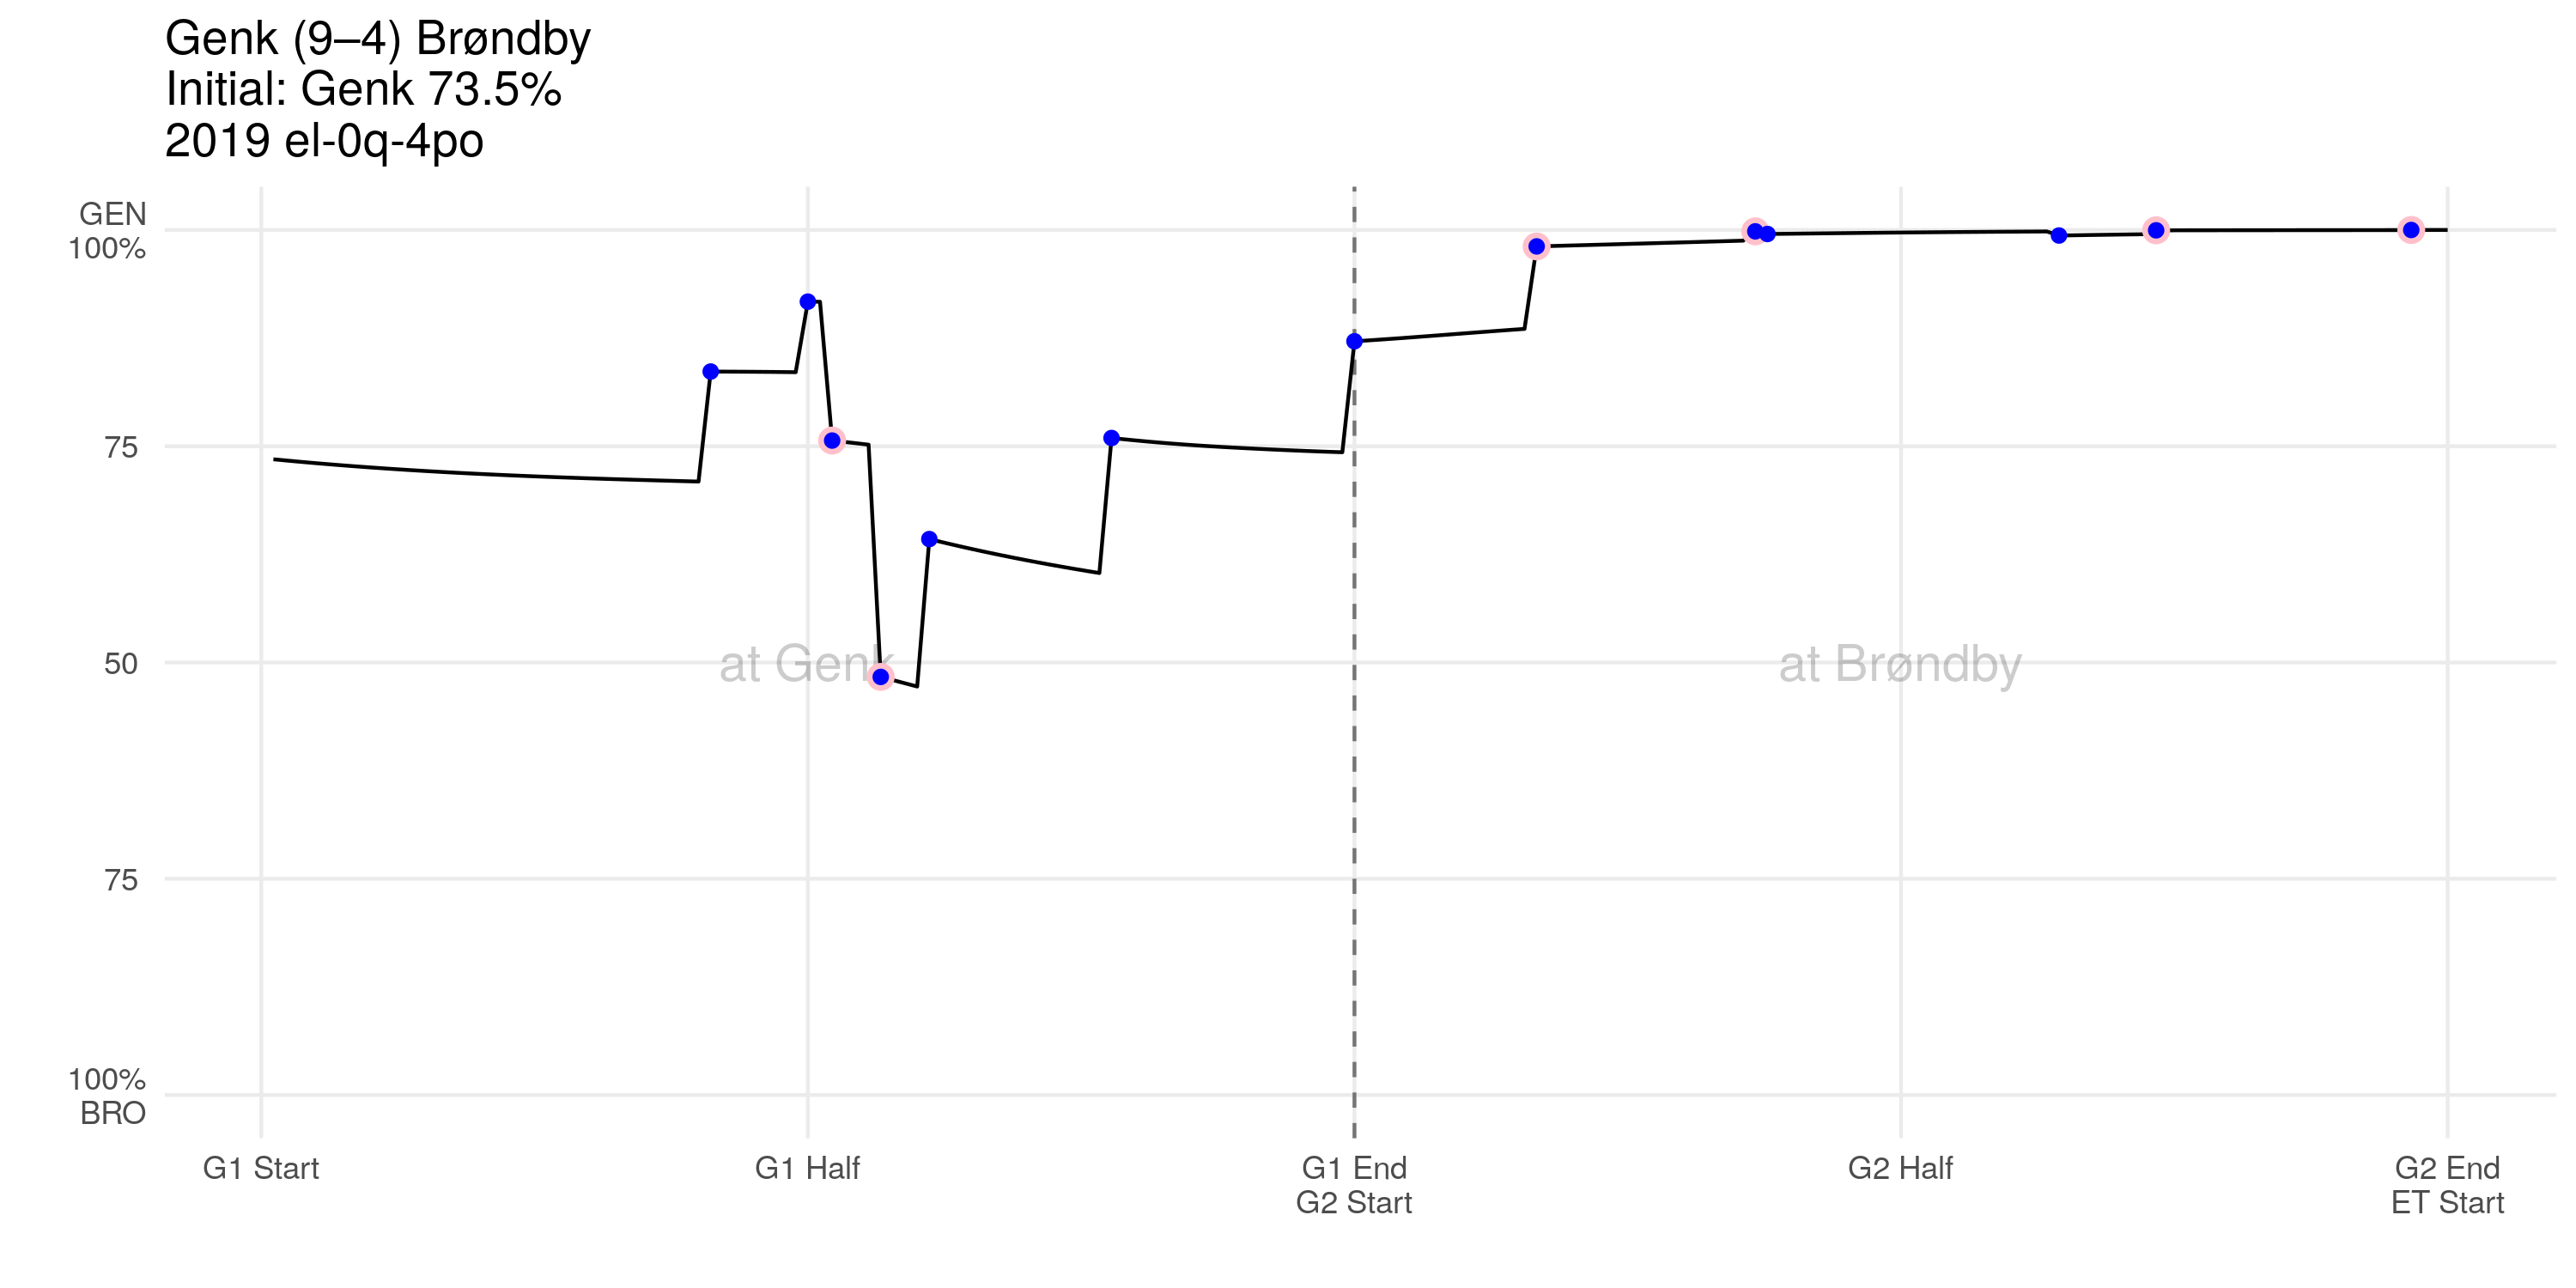 Genk (9–4) Brøndby
Initial: Genk 73.5%
2019 el-0q-4po
GEN
100%
75
50
75
100%
BRO
at Genk
at Brøndby
G1 Start
G1 Half
G1 End
G2 Start
G2 Half
G2 End
ET Start